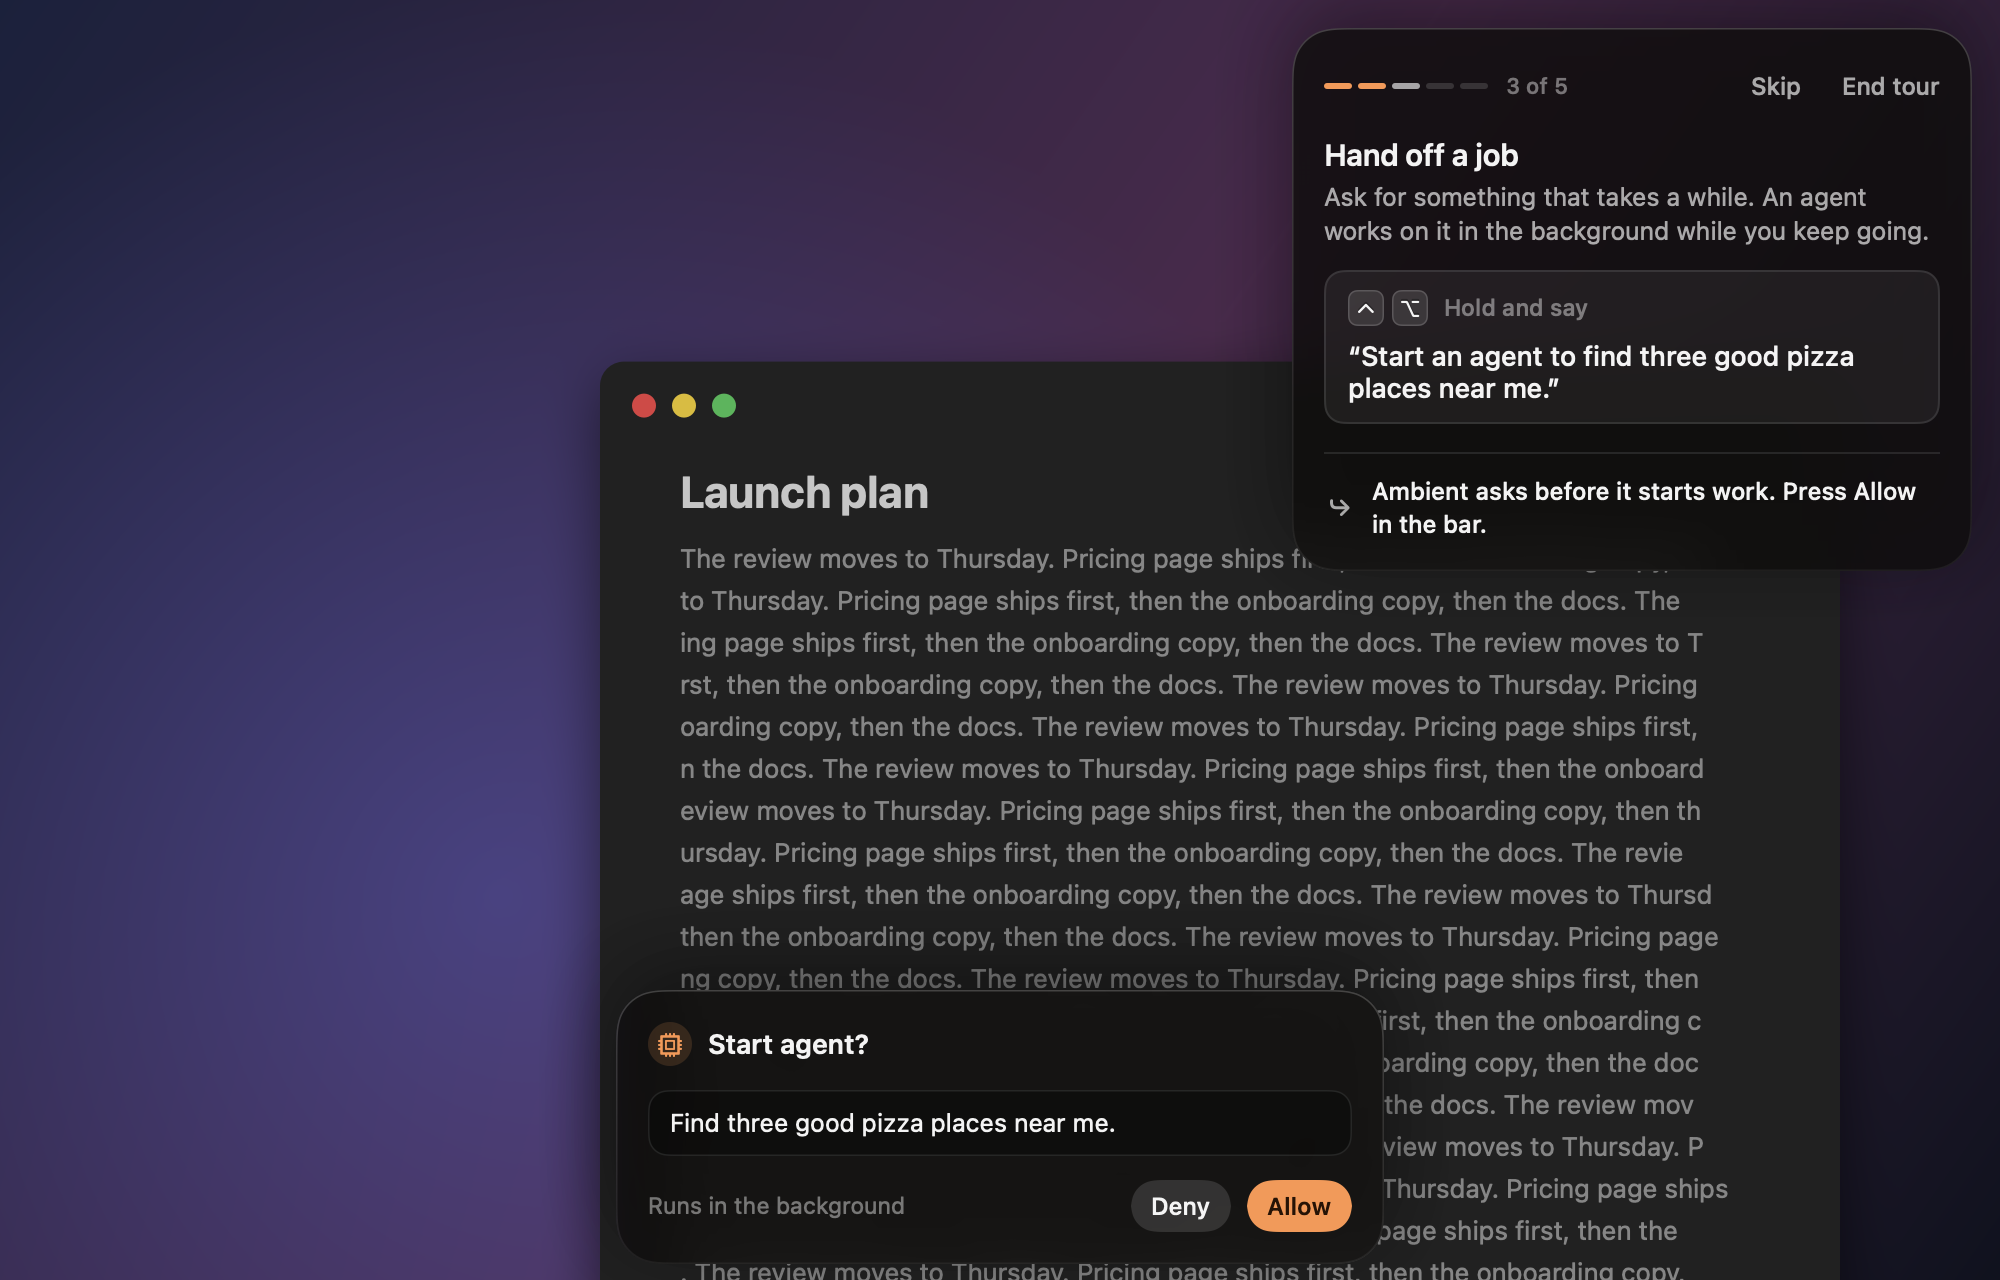 3 of 5
Skip
End tour
Hand off a job
Ask for something that takes a while. An agent
works on it in the background while you keep going.
Hold and say
“Start an agent to find three good pizza
places near me.”
Ambient asks before it starts work. Press Allow
in the bar.
Launch plan
The review moves to Thursday. Pricing page ships
to Thursday. Pricing page ships first, then the onboarding copy, then the docs. The
ing page ships first, then the onboarding copy, then the docs. The review moves to T
rst, then the onboarding copy, then the docs. The review moves to Thursday. Pricing
oarding copy, then the docs. The review moves to Thursday. Pricing page ships first,
n the docs. The review moves to Thursday. Pricing page ships first, then the onboard
eview moves to Thursday. Pricing page ships first, then the onboarding copy, then th
ursday. Pricing page ships first, then the onboarding copy, then the docs. The revie
age ships first, then the onboarding copy, then the docs. The review moves to Thursd
then the onboarding copy, then the docs. The review moves to Thursday. Pricing page
ng copy, then the docs. The review moves to Thursday. Pricing page ships first, then
irst, then the onboarding c
arding copy, then the doc
the docs. The review mov
view moves to Thursday. P
Thursday. Pricing page ships
page ships first, then the
. The review moves to Thursday. Pricing page ships first, then the onboarding copy,
Start agent?
Find three good pizza places near me.
Runs in the background
Deny
Allow